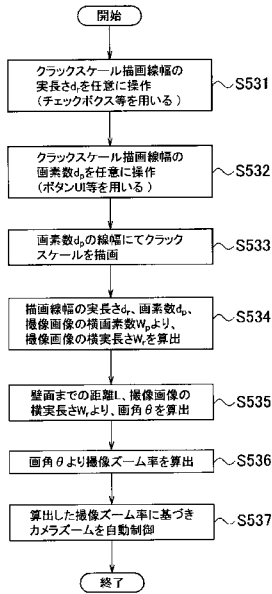 開始
クラックスケール描画線幅の
実長さdrを任意に操作
(チェックボックス等を用いる)
S531
クラックスケール描画線幅の
画素数dpを任意に操作
(ボタンUI等を用いる)
S532
画素数dpの線幅にてクラック
スケールを描画
S533
描画線幅の実長さdr、画素数dp、
撮像画像の横画素数Wpより、
撮像画像の横実長さWrを算出
S534
壁面までの距離L、撮像画像の
横実長さWrより、画角θを算出
S535
画角θより撮像ズーム率を算出
S536
算出した撮像ズーム率に基づき
カメラズームを自動制御
S537
終了